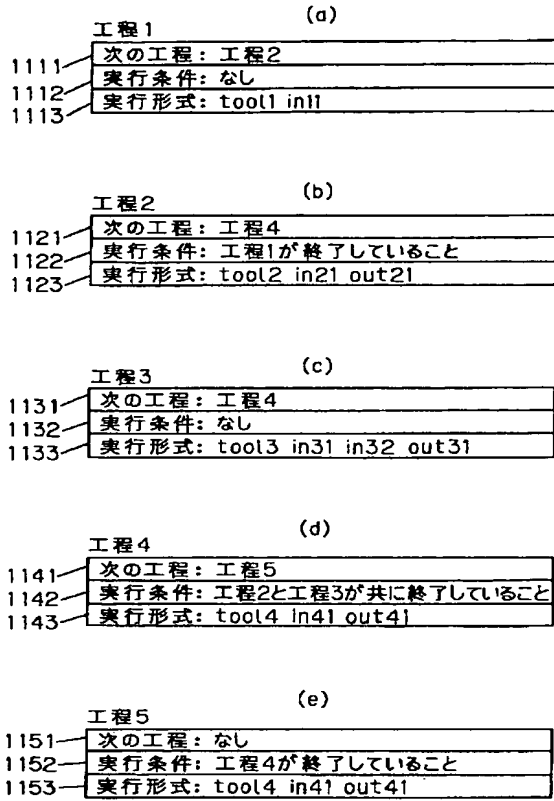 (a)
工程1
1111 次の工程: 工程2
1112 実行条件: なし
1113 実行形式: tool1 in11
(b)
工程2
1121 次の工程: 工程4
1122 実行条件: 工程1が終了していること
1123 実行形式: tool2 in21 out21
(c)
工程3
1131 次の工程: 工程4
1132 実行条件: なし
1133 実行形式: tool3 in31 in32 out31
(d)
工程4
1141 次の工程: 工程5
1142 実行条件: 工程2と工程3が共に終了していること
1143 実行形式: tool4 in41 out41
(e)
工程5
1151 次の工程: なし
1152 実行条件: 工程4が終了していること
1153 実行形式: tool4 in41 out41